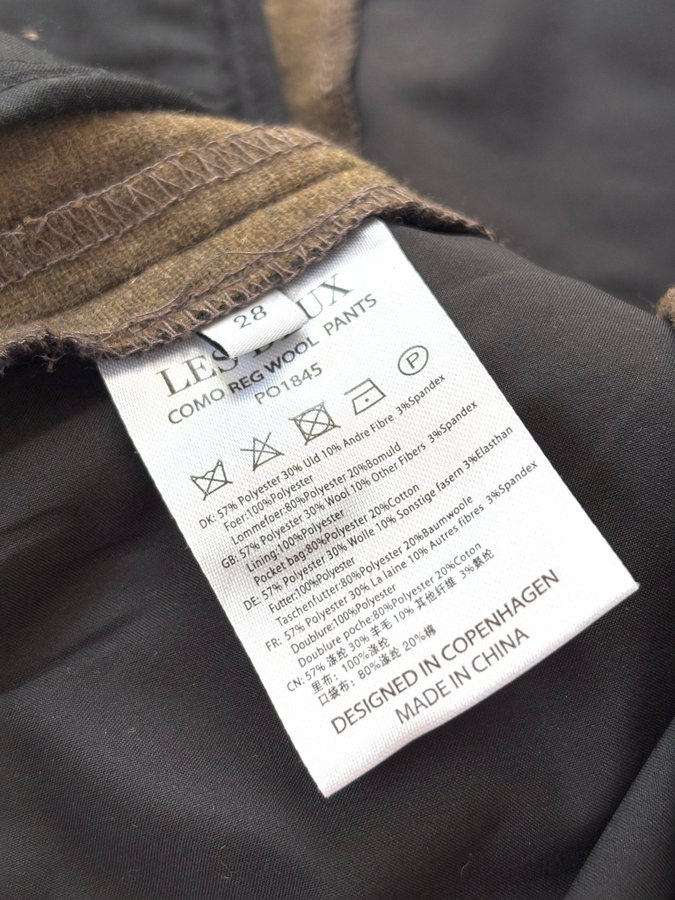 28
LES UX
COMO REG WOOL PANTS
PO1845
P
DK: 57% Polyester 30% Uld 10% Andre Fibre 3%Spandex
Foer:100%Polyester
Lommefoer:80%Polyester 20%Bomuld
GB: 57% Polyester 30% Wool 10% Other Fibers 3%Spandex
Lining:100%Polyester
Pocket bag:80%Polyester 20%Cotton
DE: 57% Polyester 30% Wolle 10% Sonstige fasern 3%Elasthan
Futter:100%Polyester
Taschenfutter:80%Polyester 20%Baumwoole
FR: 57% Polyester 30% La laine 10% Autres fibres 3%Spandex
Doublure:100%Polyester
Doublure poche:80%Polyester 20%Coton
CN: 57% 涤纶 30% 羊毛 10% 其他纤维 3%氨纶
里布：100%涤纶
口袋布：80%涤纶 20%棉
DESIGNED IN COPENHAGEN
MADE IN CHINA